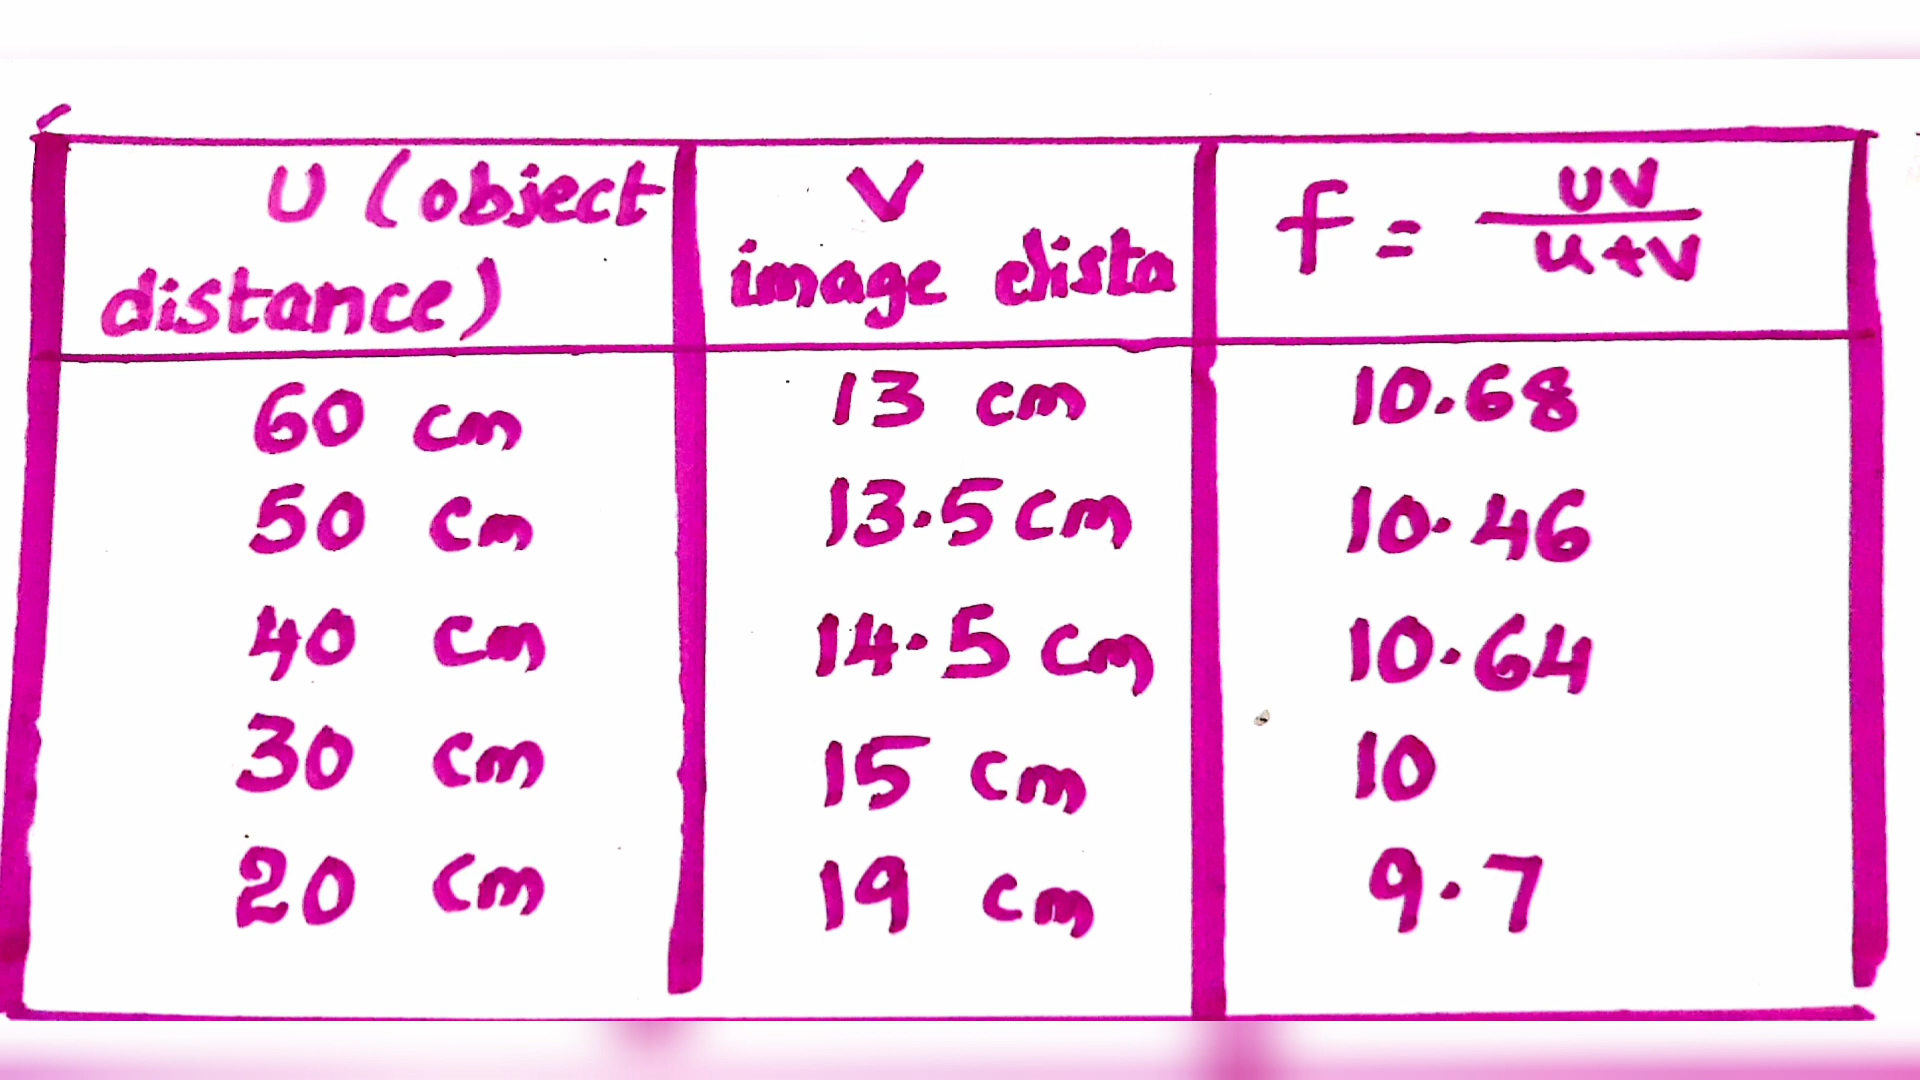 U (object distance)
V
image dista
f = UV / U+V
60 cm 13 cm 10.68
50 cm 13.5 cm 10.46
40 cm 14.5 cm 10.64
30 cm 15 cm 10
20 cm 19 cm 9.7